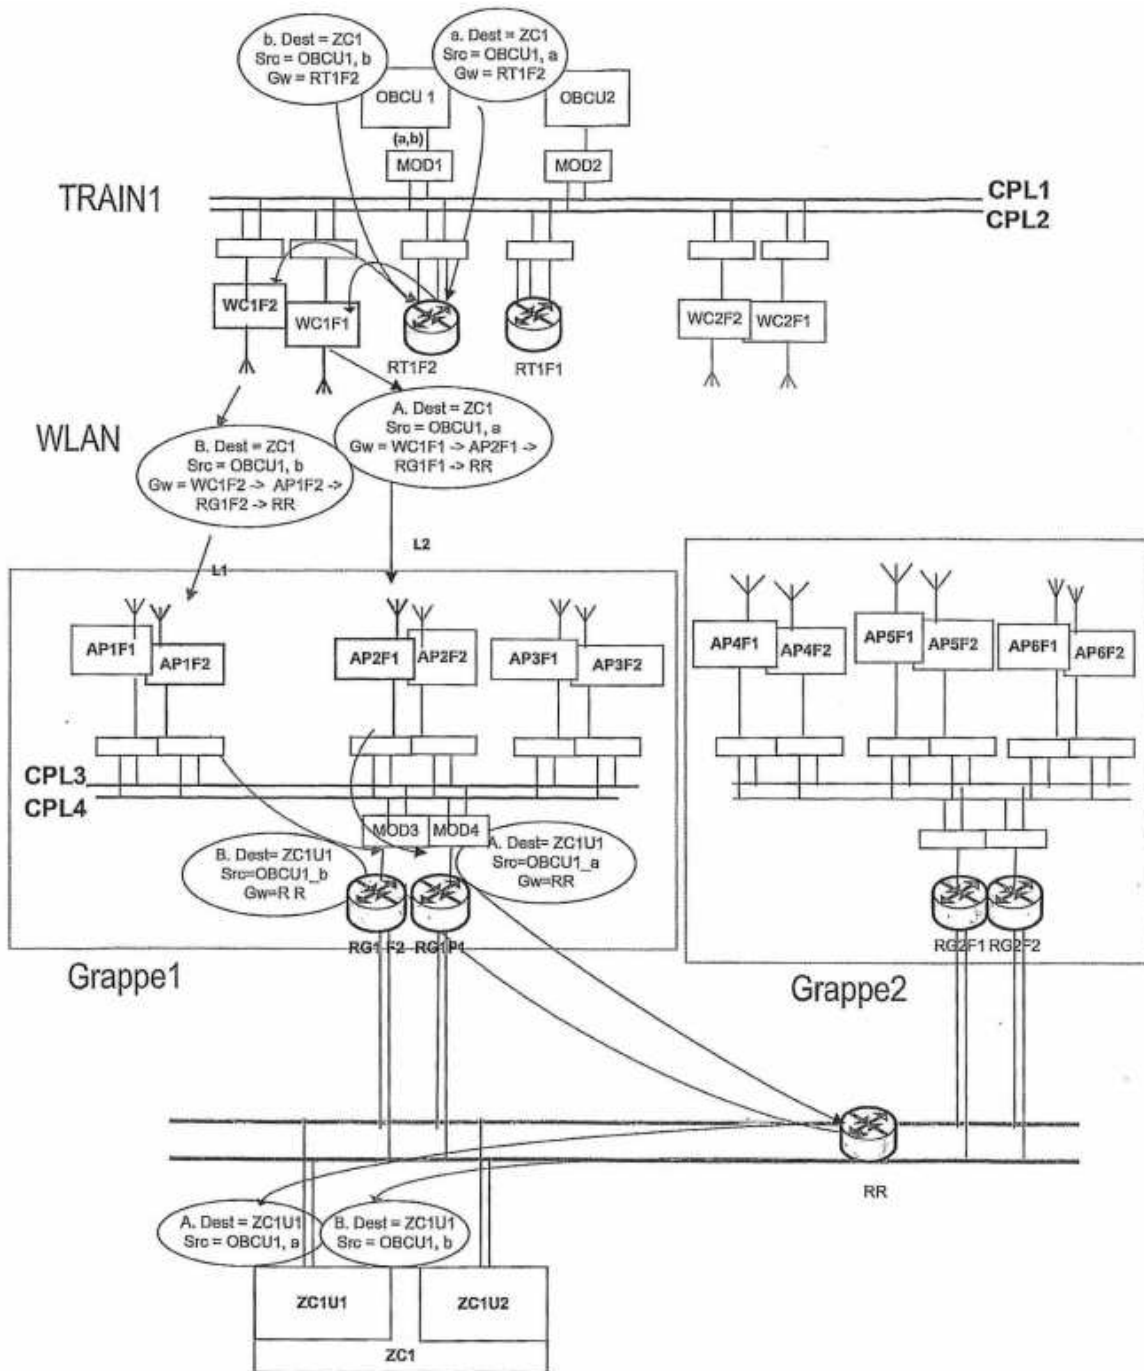 b. Dest = ZC1
Src = OBCU1, b
Gw = RT1F2
a. Dest = ZC1
Src = OBCU1, a
Gw = RT1F2
OBCU 1
OBCU2
(a,b)
MOD1
MOD2
TRAIN1
CPL1
CPL2
WC1F2
WC1F1
RT1F2
RT1F1
WC2F2
WC2F1
WLAN
A. Dest = ZC1
Src = OBCU1, a
Gw = WC1F1 -> AP2F1 ->
RG1F1 -> RR
B. Dest = ZC1
Src = OBCU1, b
Gw = WC1F2 -> AP1F2 ->
RG1F2 -> RR
L1
L2
AP1F1
AP1F2
AP2F1
AP2F2
AP3F1
AP3F2
AP4F1
AP4F2
AP5F1
AP5F2
AP6F1
AP6F2
CPL3
CPL4
MOD3
MOD4
B. Dest= ZC1U1
Src=OBCU1_b
Gw=R R
A. Dest= ZC1U1
Src=OBCU1_a
Gw=RR
RG1F2
RG1F1
RG2F1
RG2F2
Grappe1
Grappe2
RR
A. Dest = ZC1U1
Src = OBCU1, a
B. Dest = ZC1U1
Src = OBCU1, b
ZC1U1
ZC1U2
ZC1